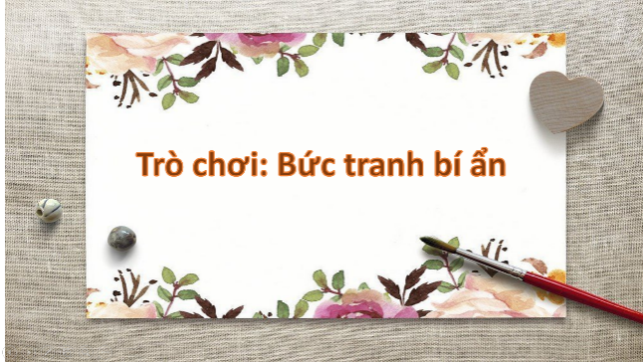 Trò chơi: Bức tranh bí ẩn